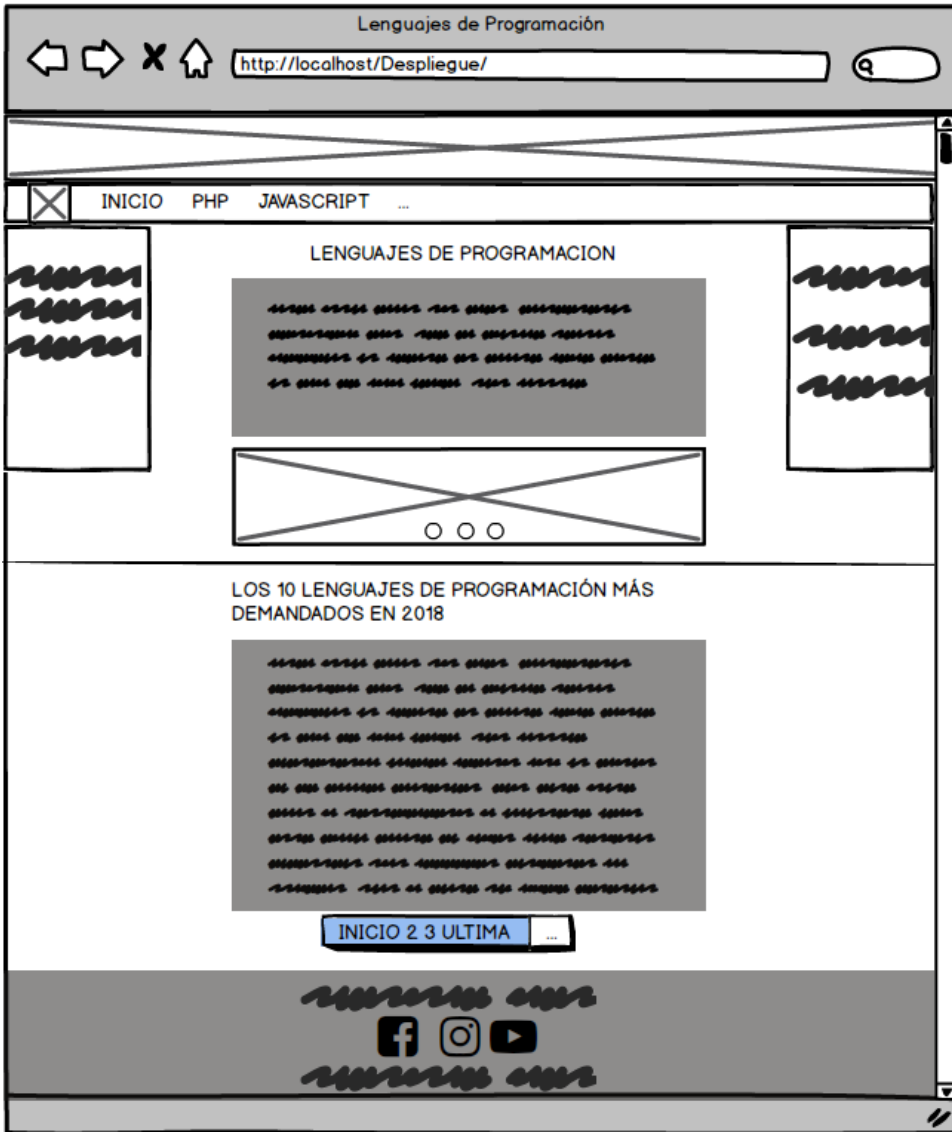 Lenguajes de Programación
http://localhost/Despliegue/
INICIO PHP JAVASCRIPT ...
LENGUAJES DE PROGRAMACION
LOS 10 LENGUAJES DE PROGRAMACIÓN MÁS
DEMANDADOS EN 2018
INICIO 2 3 ULTIMA ...